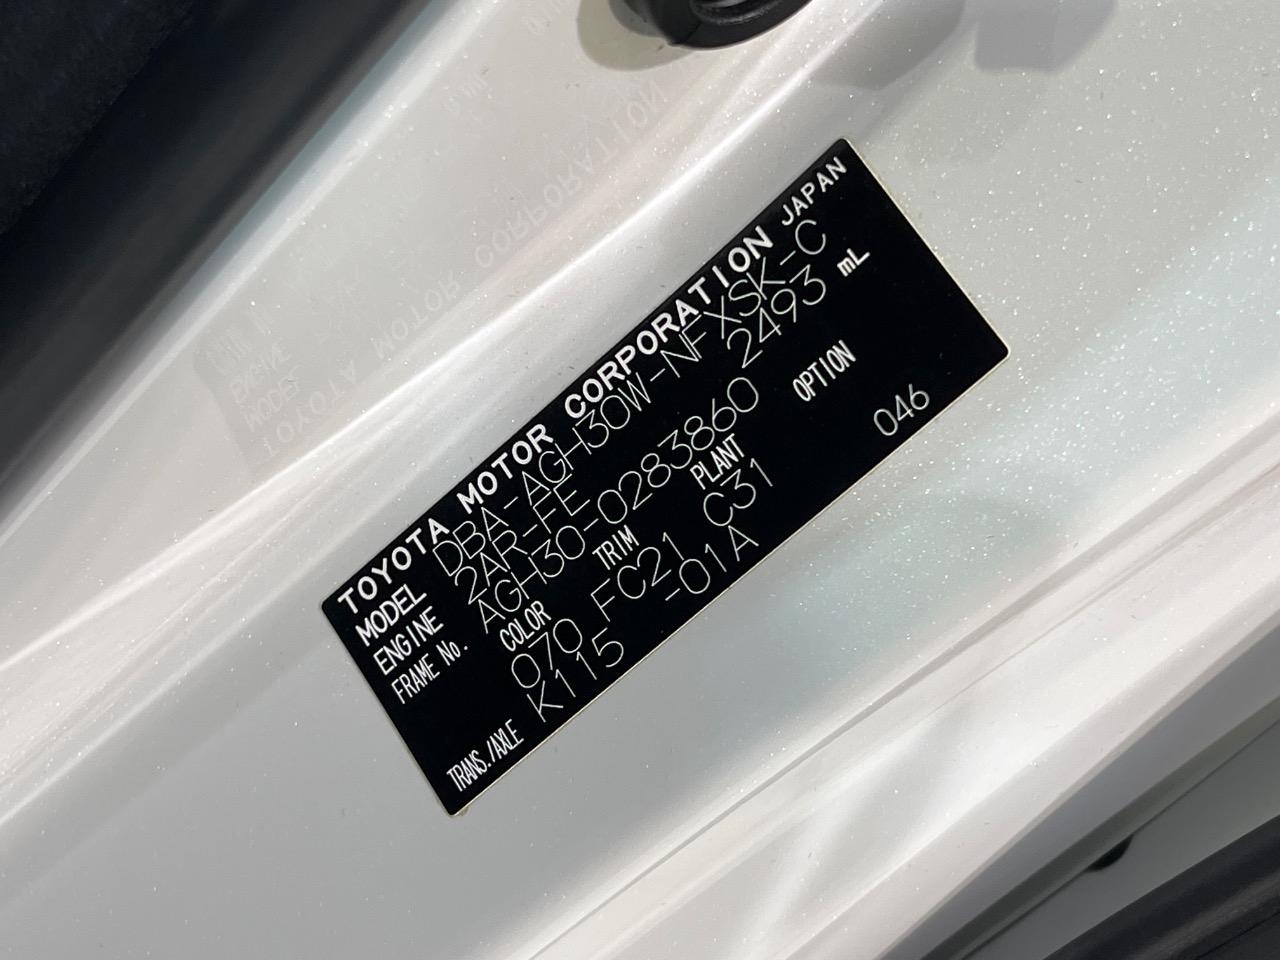 TOYOTA MOTOR CORPORATION JAPAN
MODEL DBA-AGH30W-NFXSK-C
ENGINE 2AR-FE 2493 mL
FRAME No. AGH30-0283860
COLOR TRIM PLANT OPTION
070 FC21 C31 046
TRANS./AXLE K115 -01A